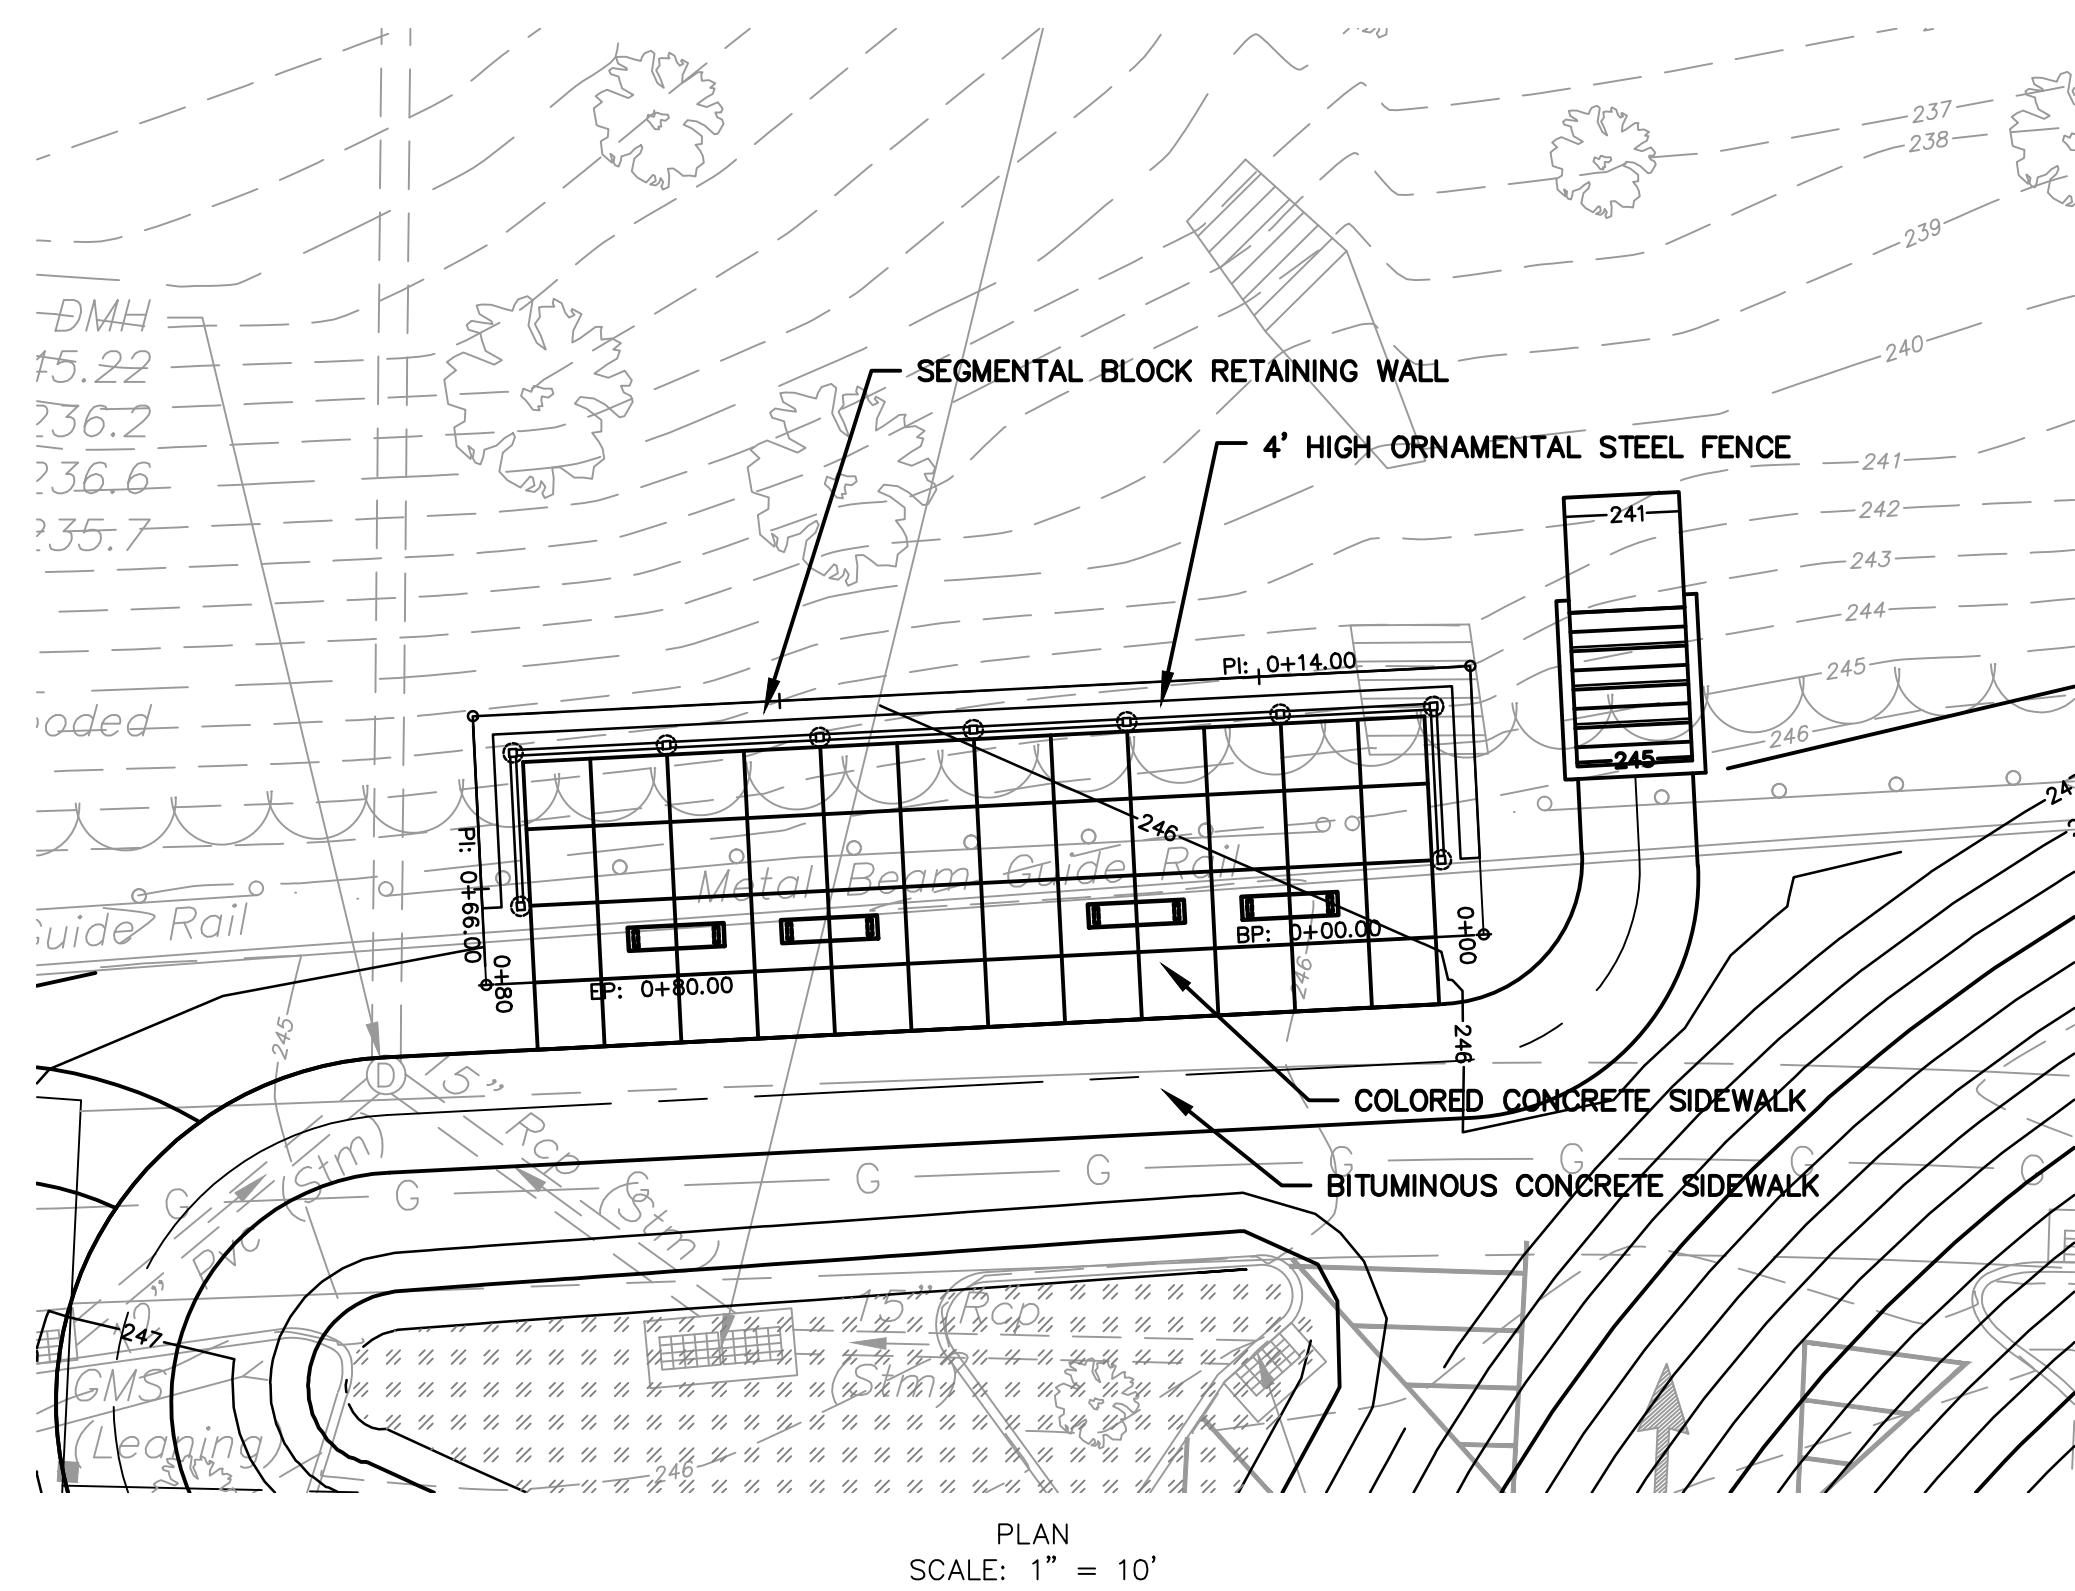 237
238
239
240
241
242
243
244
245
246
DMH
45.22
236.2
236.6
235.7
SEGMENTAL BLOCK RETAINING WALL
4' HIGH ORNAMENTAL STEEL FENCE
241
245
PI: 0+14.00
PI: 0+66.00
246
Metal Beam Guide Rail
Guide Rail
BP: 0+00.00
0+00
EP: 0+80.00
0+80
246
245
246
D
15" Rcp (Stm)
COLORED CONCRETE SIDEWALK
BITUMINOUS CONCRETE SIDEWALK
G G G G G G G G G
Pvc (Stm)
15" Rcp
(Stm)
247
GMS
(Leaning)
246
PLAN
SCALE: 1" = 10'